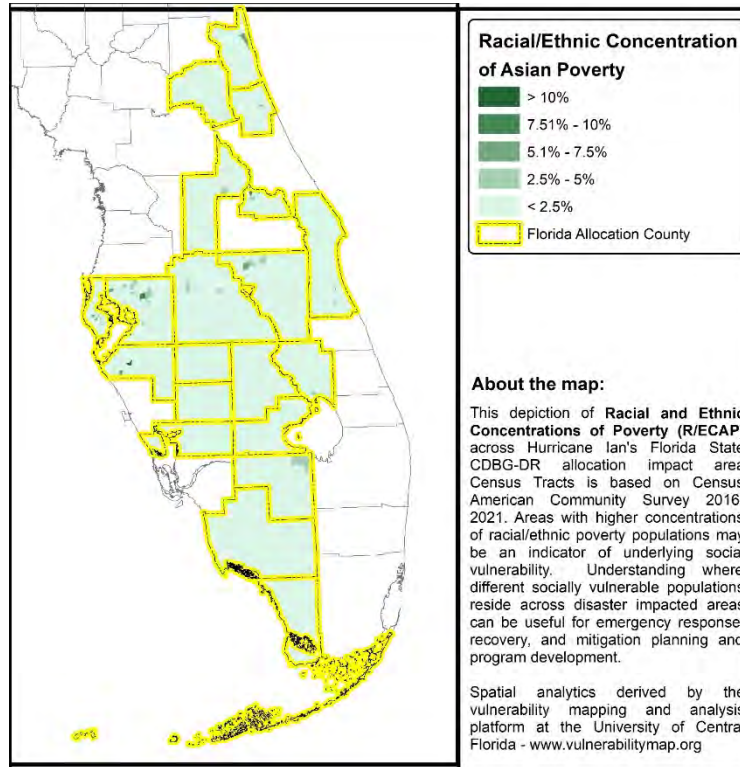 Racial/Ethnic Concentration
of Asian Poverty
> 10%
7.51% - 10%
5.1% - 7.5%
2.5% - 5%
< 2.5%
Florida Allocation County
About the map:
This depiction of Racial and Ethnic
Concentrations of Poverty (R/ECAP
across Hurricane Ian's Florida State
CDBG-DR allocation impact area
Census Tracts is based on Census
American Community Survey 2016
2021. Areas with higher concentrations
of racial/ethnic poverty populations may
be an indicator of underlying social
vulnerability. Understanding where
different socially vulnerable populations
reside across disaster impacted areas
can be useful for emergency response
recovery, and mitigation planning and
program development.
Spatial analytics derived by the
vulnerability mapping and analysis
platform at the University of Central
Florida - www.vulnerabilitymap.org